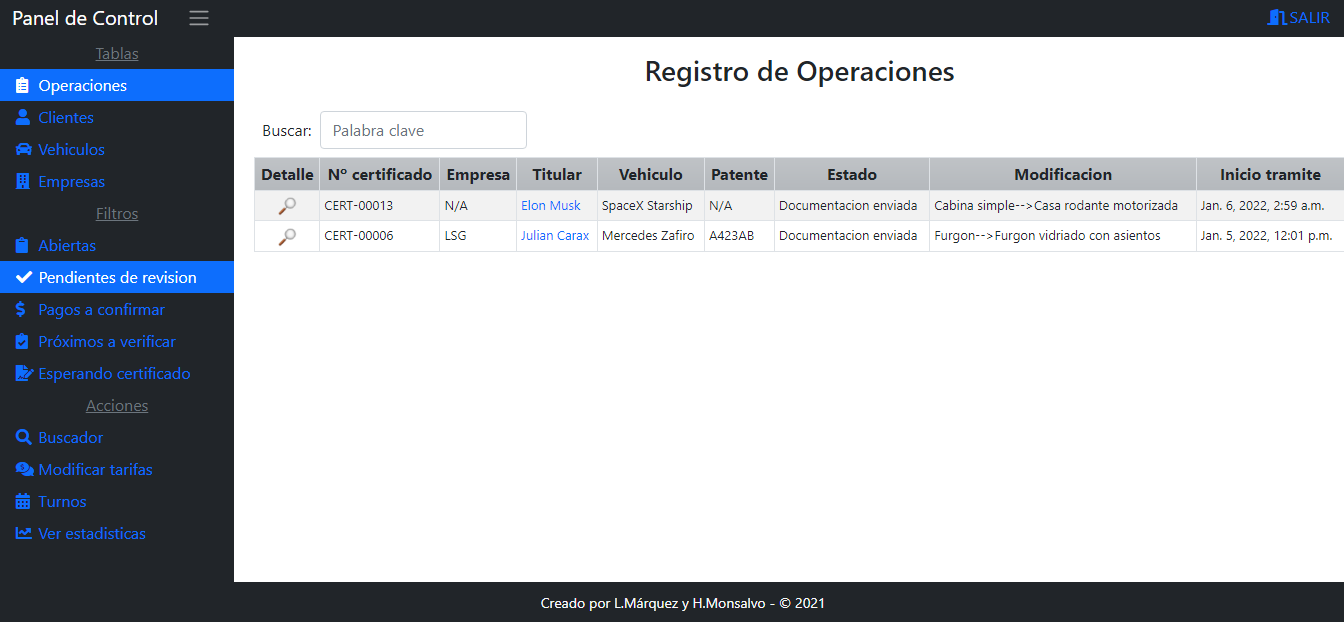 Panel de Control
SALIR
Tablas
Operaciones
Clientes
Vehiculos
Empresas
Filtros
Abiertas
Pendientes de revision
Pagos a confirmar
Próximos a verificar
Esperando certificado
Acciones
Buscador
Modificar tarifas
Turnos
Ver estadisticas
Registro de Operaciones
Buscar: Palabra clave
Detalle Nº certificado Empresa Titular Vehiculo Patente Estado Modificacion Inicio tramite
CERT-00013 N/A Elon Musk SpaceX Starship N/A Documentacion enviada Cabina simple-->Casa rodante motorizada Jan. 6, 2022, 2:59 a.m.
CERT-00006 LSG Julian Carax Mercedes Zafiro A423AB Documentacion enviada Furgon-->Furgon vidriado con asientos Jan. 5, 2022, 12:01 p.m.
Creado por L.Márquez y H.Monsalvo - © 2021